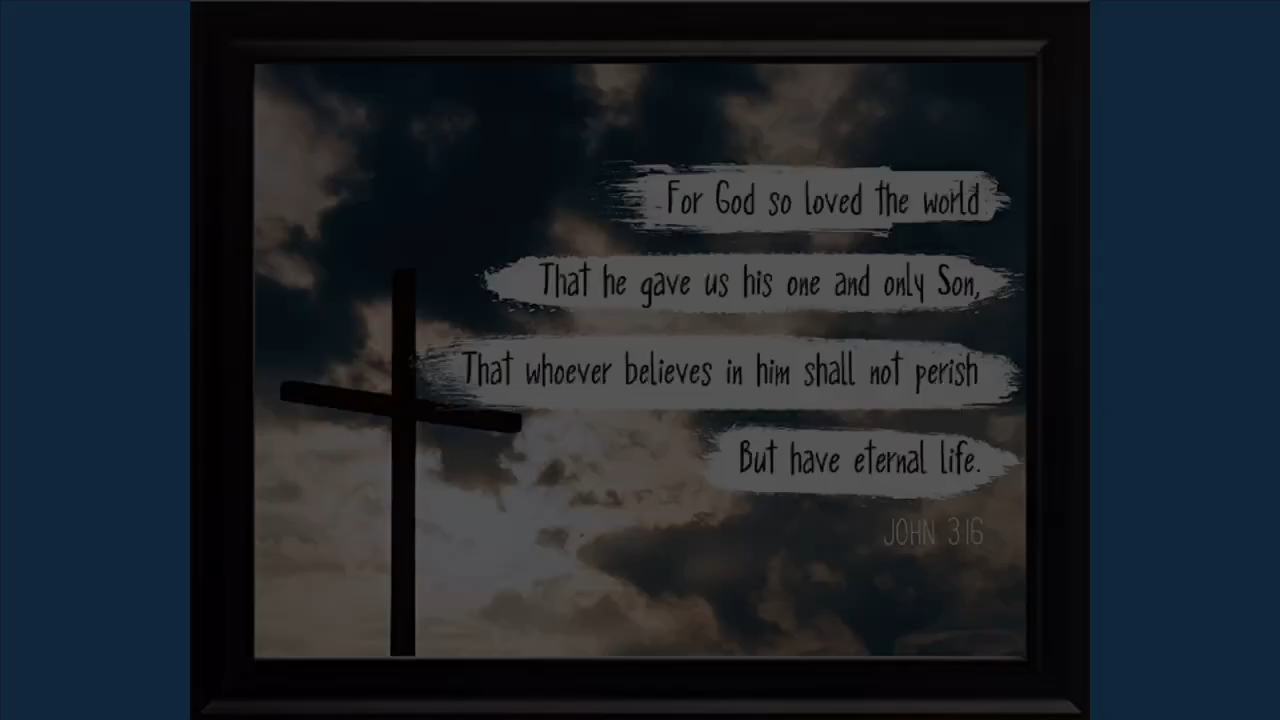 For God so loved the world
That he gave us his one and only Son,
That whoever believes in him shall not perish
But have eternal life.
JOHN 3:16